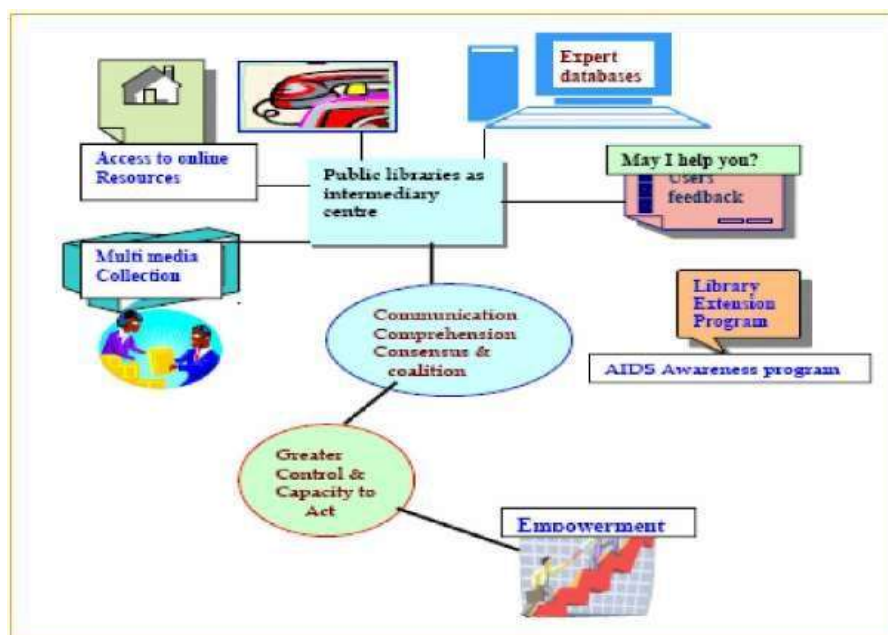 Expert
databases
Access to online
Resources
Public libraries as
intermediary
centre
May I help you?
Users
feedback
Multi media
Collection
Communication
Comprehension
Consensus &
coalition
Library
Extension
Program
AIDS Awareness program
Greater
Control &
Capacity to
Act
Empowerment